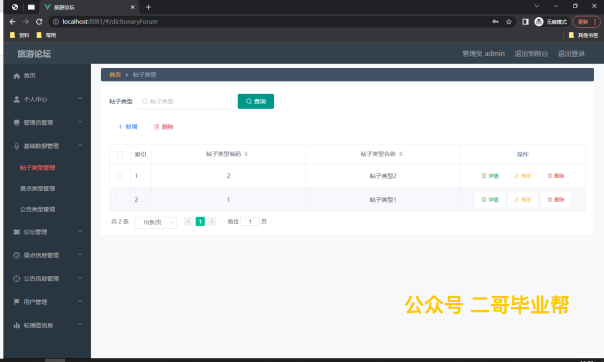 旅游论坛
localhost:8081/#/dictionaryForum
无痕模式
更新
资料 常用 其他书签
旅游论坛 管理员 admin 退出到前台 退出登录
首页
个人中心
管理员管理
基础数据管理
帖子类型管理
景点类型管理
公告类型管理
论坛管理
景点信息管理
公告信息管理
用户管理
轮播图信息
首页 > 帖子类型
帖子类型 帖子类型 查询
新增 删除
索引 帖子类型编码 帖子类型名称 操作
1 2 帖子类型2 详情 修改 删除
2 1 帖子类型1 详情 修改 删除
共 2 条 10条/页 1 前往 1 页
公众号 二哥毕业帮